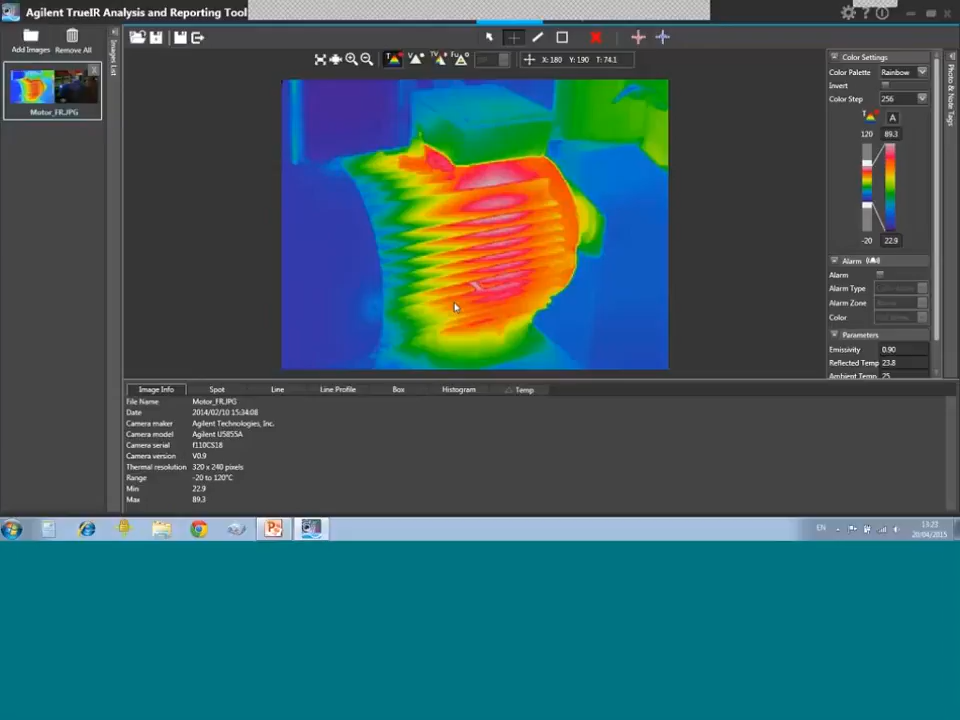 Agilent TrueIR Analysis and Reporting Tool
Add Images Remove All
Images List
Photo & Note Tags
X: 180 Y: 190 T: 74.1
Motor_FR.JPG
Color Settings
Color Palette Rainbow
Invert
Color Step 256
A
120 89.3
-20 22.9
Alarm
Alarm
Alarm Type
Alarm Zone
Color
Parameters
Emissivity 0.90
Reflected Temp 23.8
Ambient Temp 25
Image Info Spot Line Line Profile Box Histogram Temp
File Name Motor_FR.JPG
Date 2014/02/10 15:34:08
Camera maker Agilent Technologies, Inc.
Camera model Agilent U5855A
Camera serial f110CS18
Camera version V0.9
Thermal resolution 320 x 240 pixels
Range -20 to 120°C
Min 22.9
Max 89.3
EN
13:23
20/04/2015